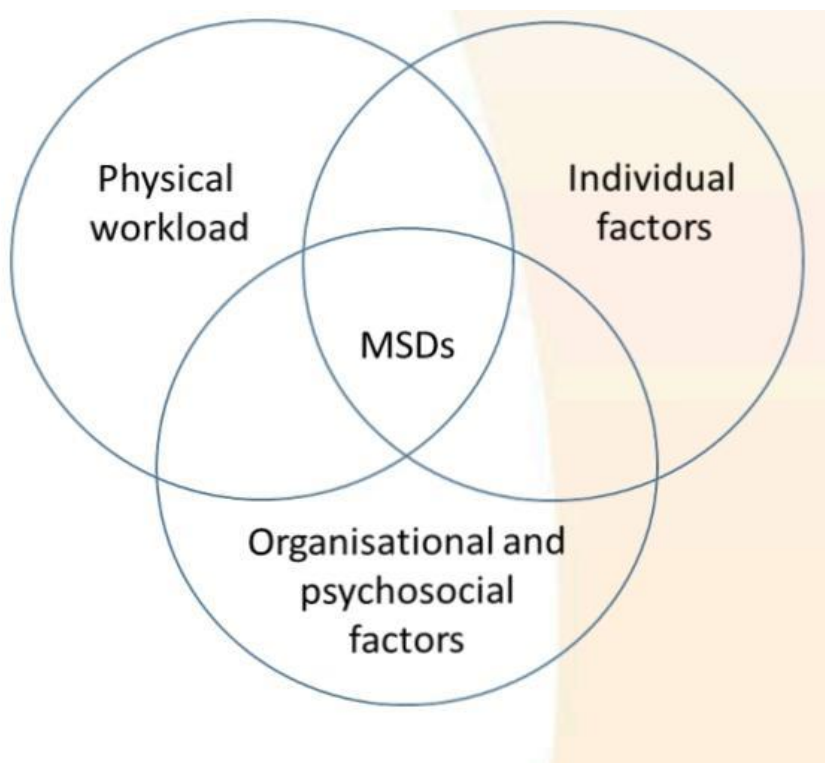 Physical
workload
Individual
factors
MSDs
Organisational and
psychosocial
factors